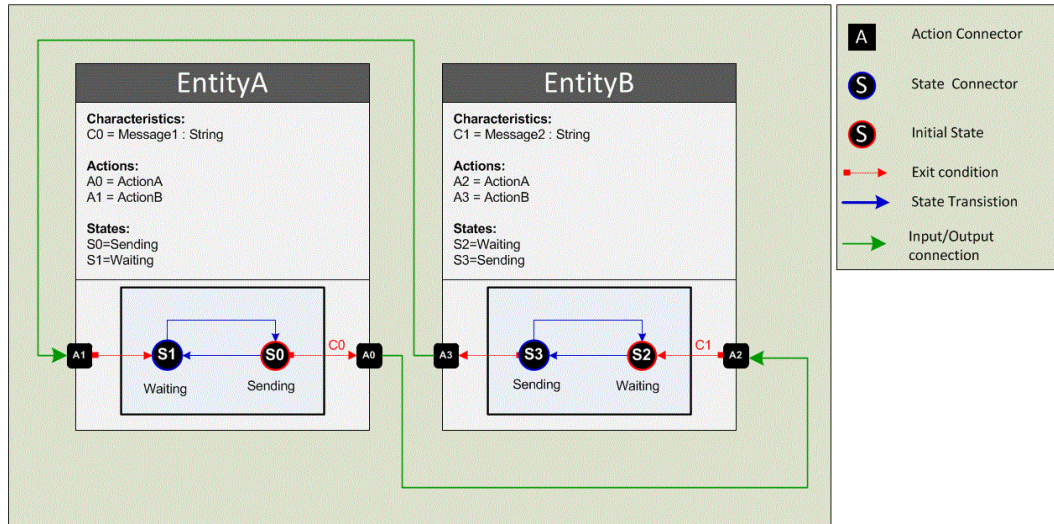 EntityA
Characteristics:
C0 = Message1 : String
Actions:
A0 = ActionA
A1 = ActionB
States:
S0=Sending
S1=Waiting
A1
S1
S0
C0
A0
Waiting
Sending
EntityB
Characteristics:
C1 = Message2 : String
Actions:
A2 = ActionA
A3 = ActionB
States:
S2=Waiting
S3=Sending
A3
S3
S2
C1
A2
Sending
Waiting
A
Action Connector
S
State Connector
S
Initial State
Exit condition
State Transistion
Input/Output
connection